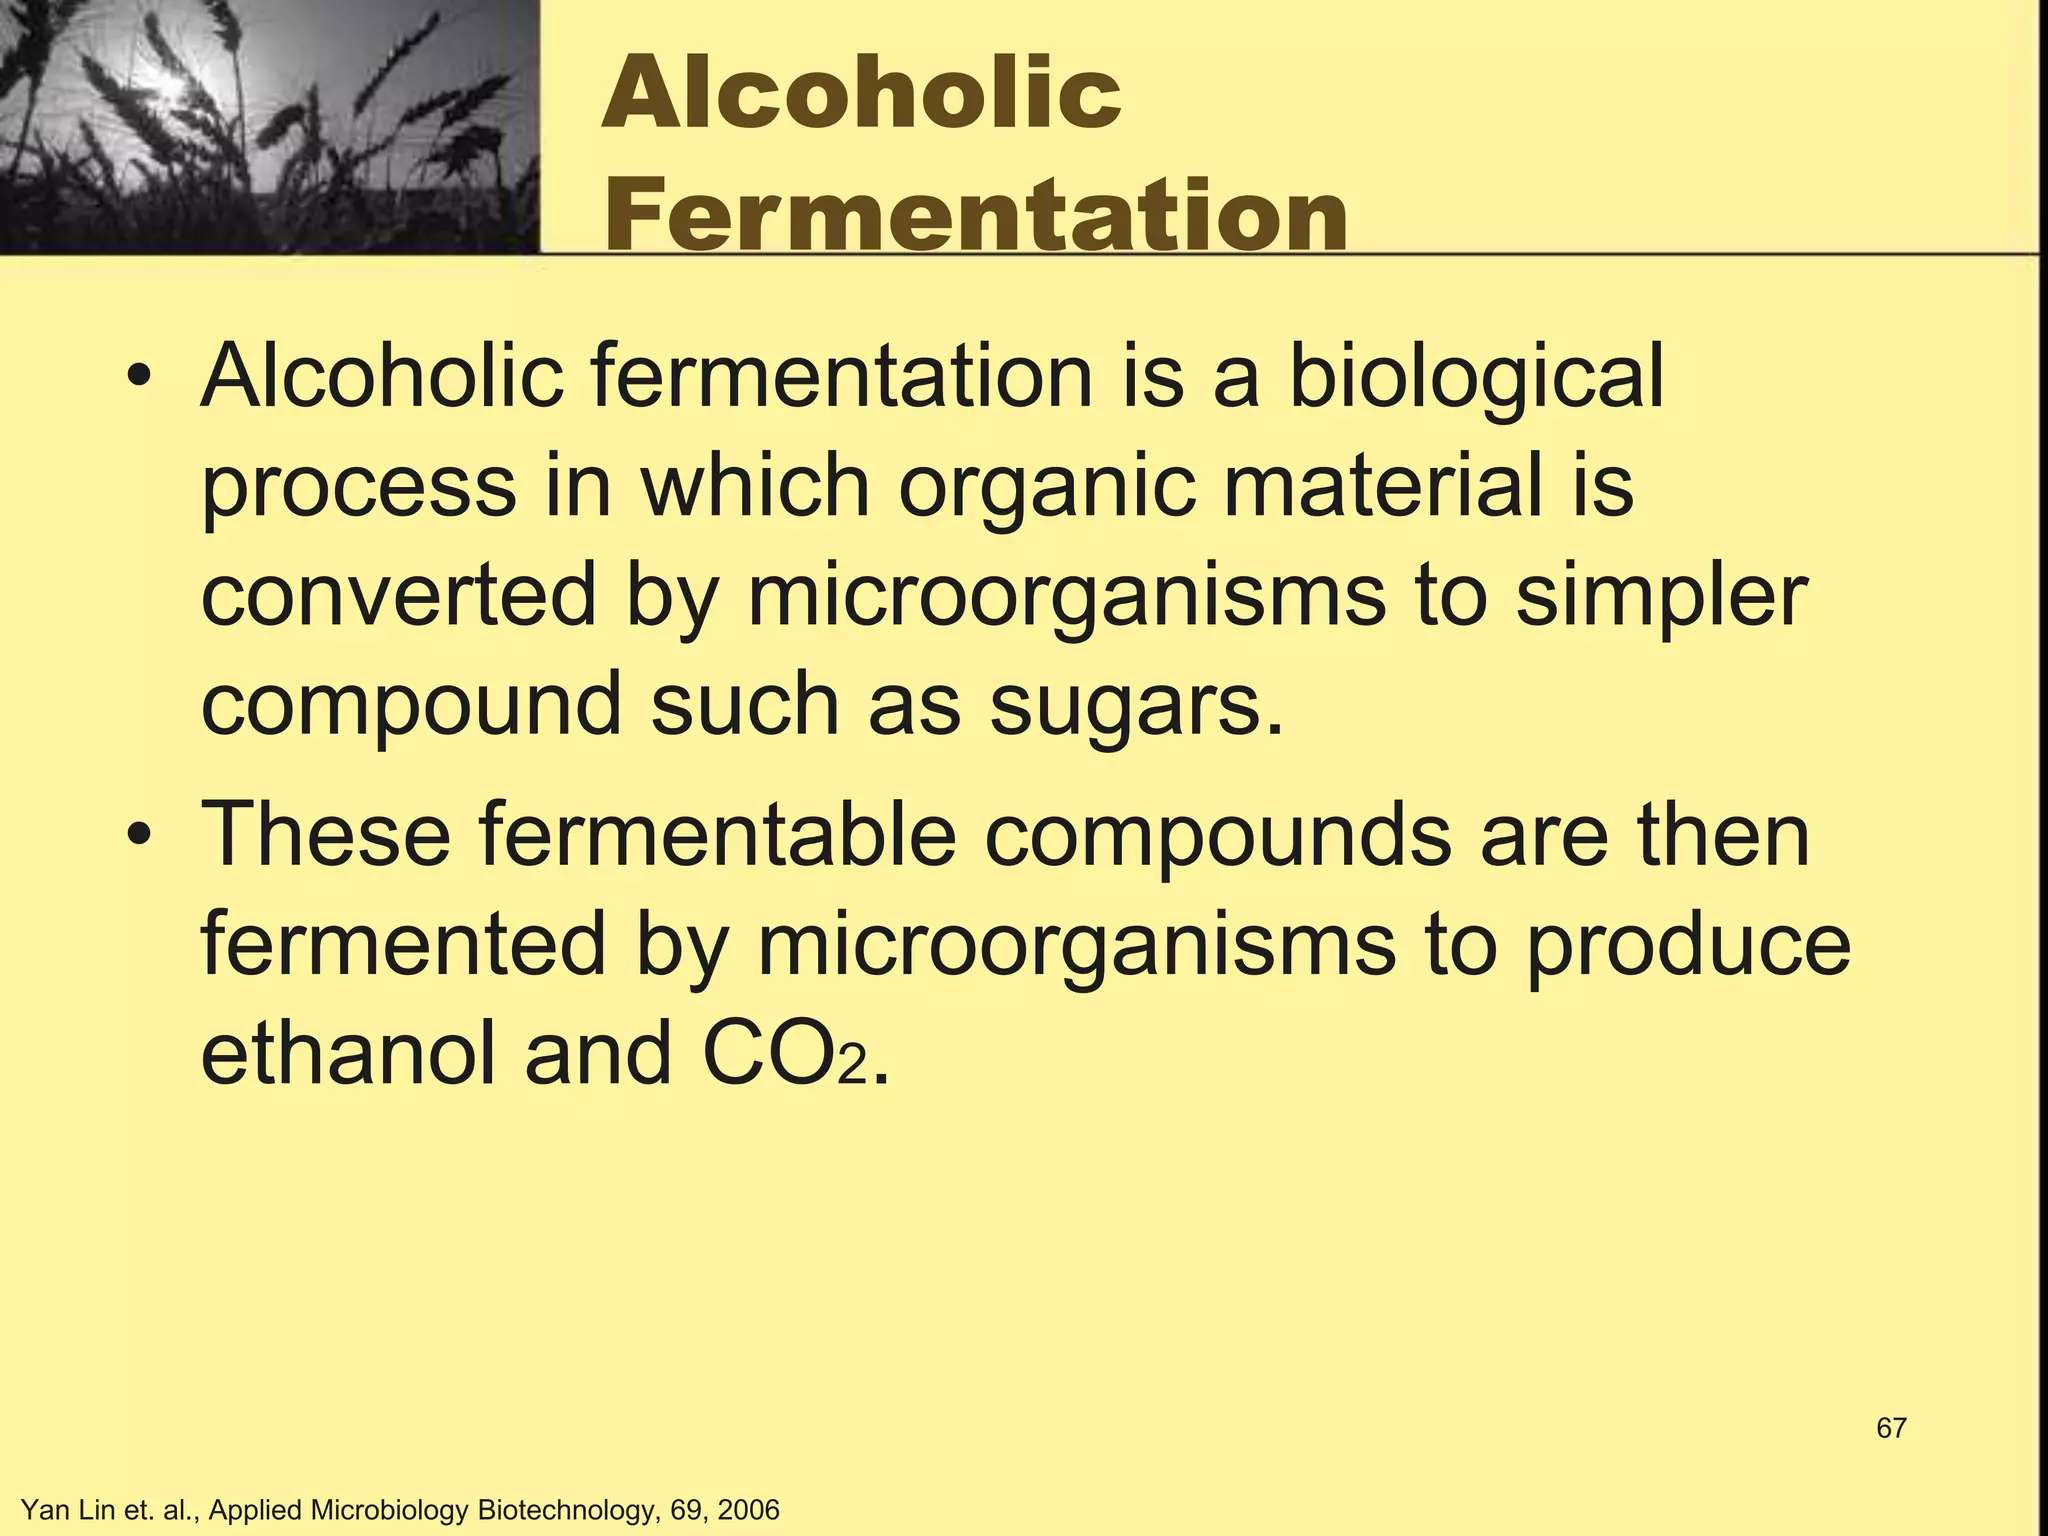 Alcoholic
Fermentation
• Alcoholic fermentation is a biological
process in which organic material is
converted by microorganisms to simpler
compound such as sugars.
• These fermentable compounds are then
fermented by microorganisms to produce
ethanol and CO2.
67
Yan Lin et. al., Applied Microbiology Biotechnology, 69, 2006